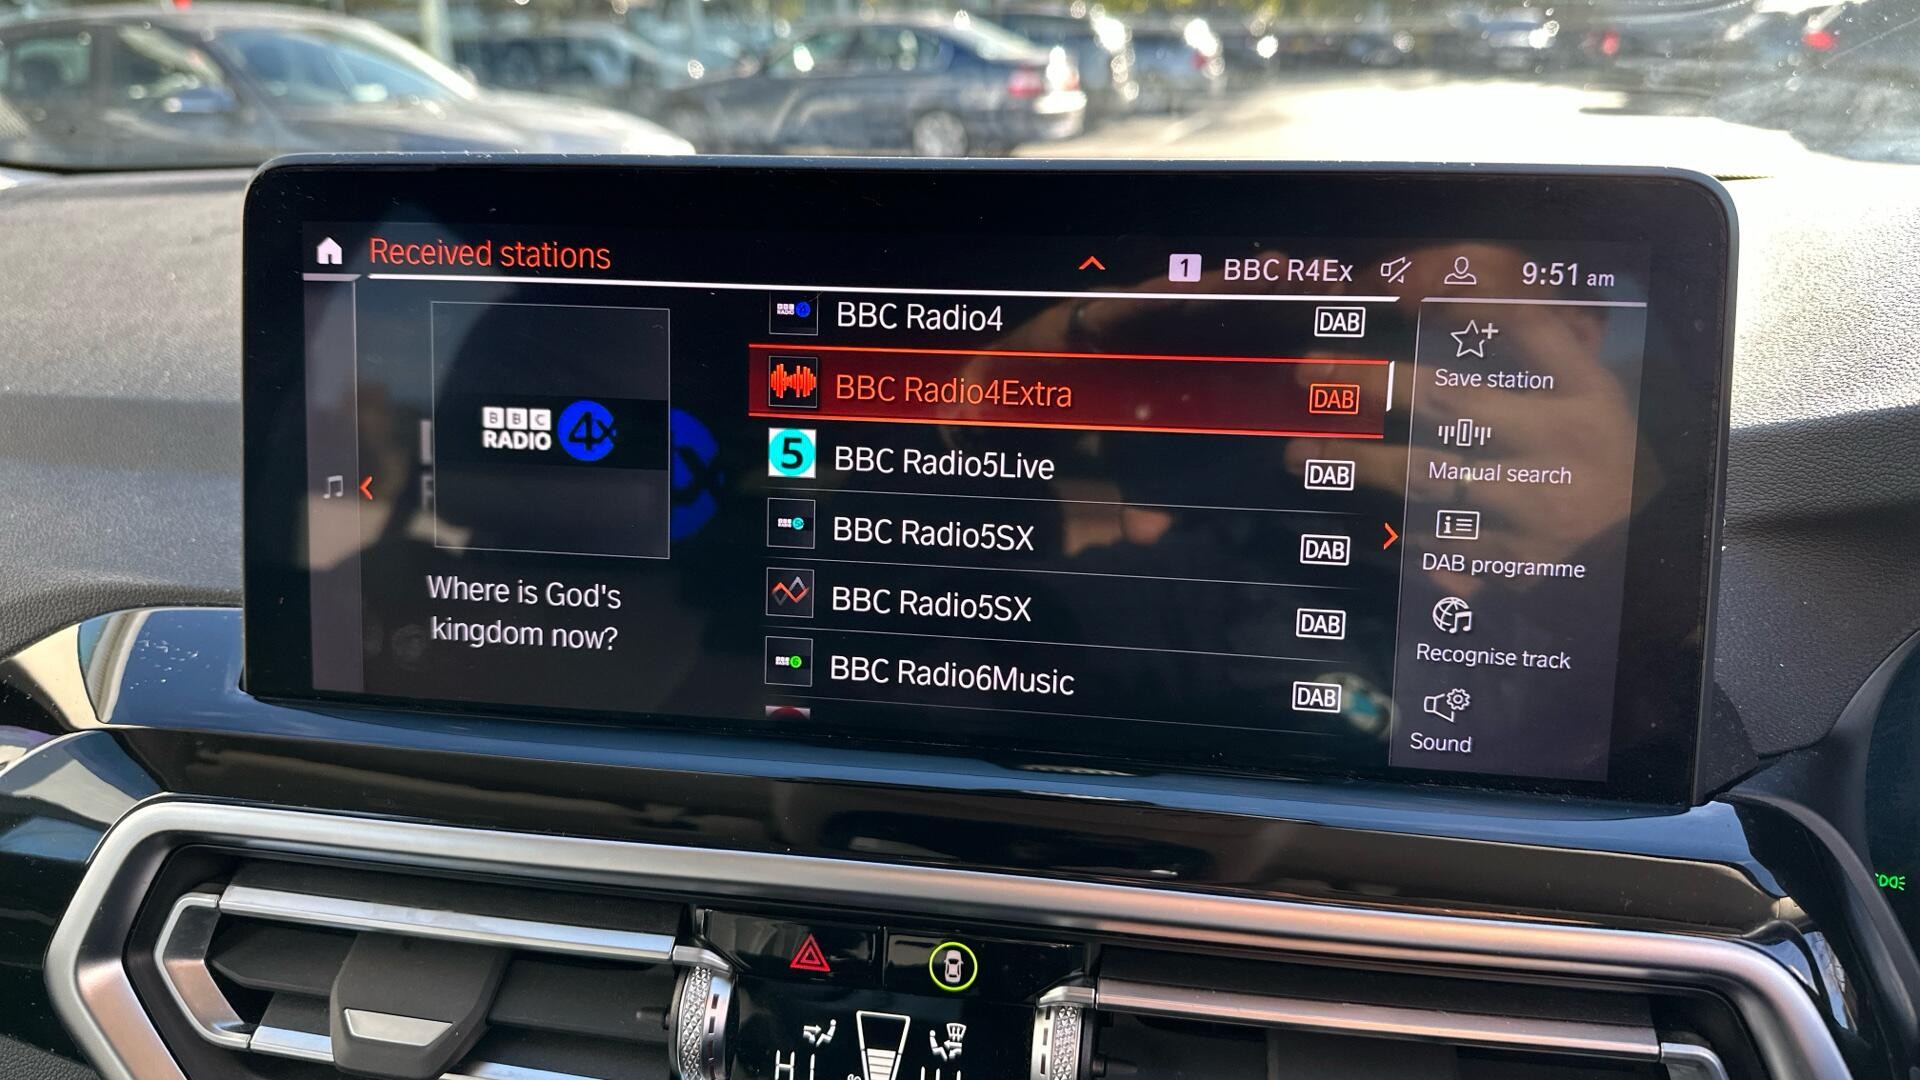 Received stations
1 BBC R4Ex 9:51 am
BBC Radio4 DAB
BBC Radio4Extra DAB
5 BBC Radio5Live DAB
BBC Radio5SX DAB
BBC Radio5SX DAB
BBC Radio6Music DAB
BBC
RADIO 4x
Where is God's
kingdom now?
Save station
Manual search
DAB programme
Recognise track
Sound